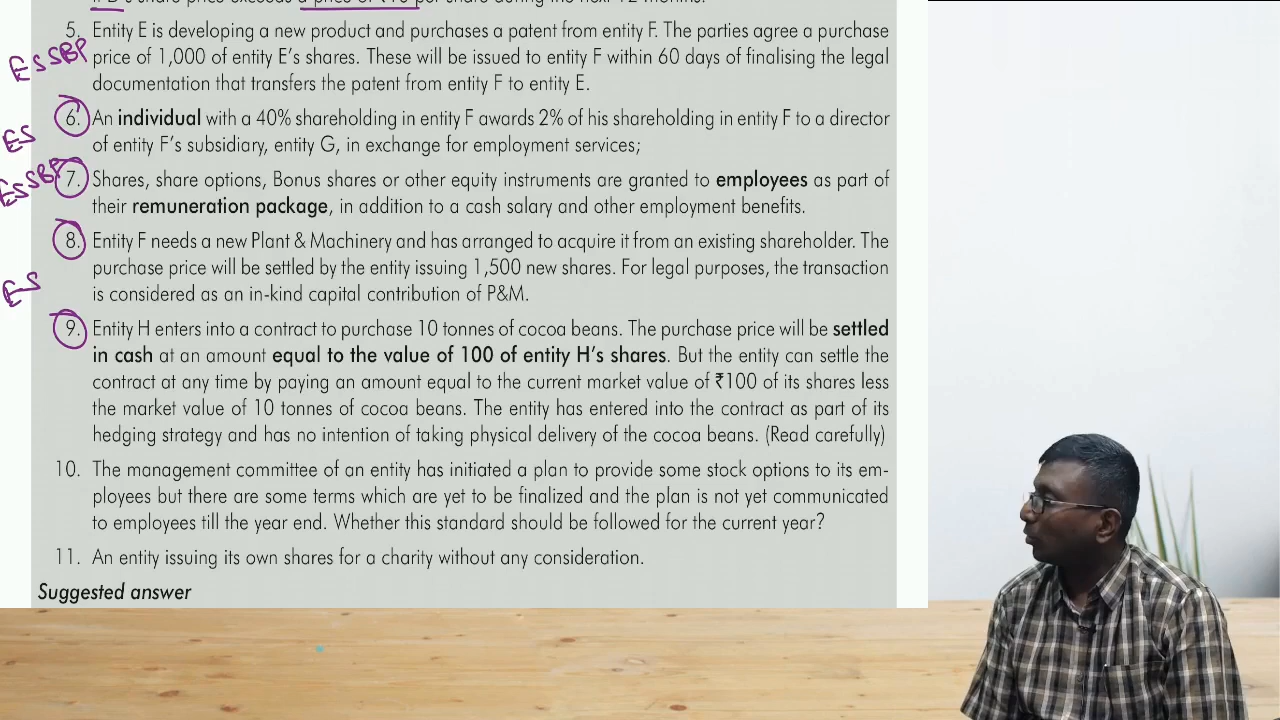 if D's share price exceeds a price of ₹10 per share during the next 12 months.
5. Entity E is developing a new product and purchases a patent from entity F. The parties agree a purchase
ESSBP price of 1,000 of entity E's shares. These will be issued to entity F within 60 days of finalising the legal
documentation that transfers the patent from entity F to entity E.
6. An individual with a 40% shareholding in entity F awards 2% of his shareholding in entity F to a director
ES of entity F's subsidiary, entity G, in exchange for employment services;
ESSBP 7. Shares, share options, Bonus shares or other equity instruments are granted to employees as part of
their remuneration package, in addition to a cash salary and other employment benefits.
8. Entity F needs a new Plant & Machinery and has arranged to acquire it from an existing shareholder. The
purchase price will be settled by the entity issuing 1,500 new shares. For legal purposes, the transaction
ES is considered as an in-kind capital contribution of P&M.
9. Entity H enters into a contract to purchase 10 tonnes of cocoa beans. The purchase price will be settled
in cash at an amount equal to the value of 100 of entity H's shares. But the entity can settle the
contract at any time by paying an amount equal to the current market value of ₹100 of its shares less
the market value of 10 tonnes of cocoa beans. The entity has entered into the contract as part of its
hedging strategy and has no intention of taking physical delivery of the cocoa beans. (Read carefully)
10. The management committee of an entity has initiated a plan to provide some stock options to its em-
ployees but there are some terms which are yet to be finalized and the plan is not yet communicated
to employees till the year end. Whether this standard should be followed for the current year?
11. An entity issuing its own shares for a charity without any consideration.
Suggested answer